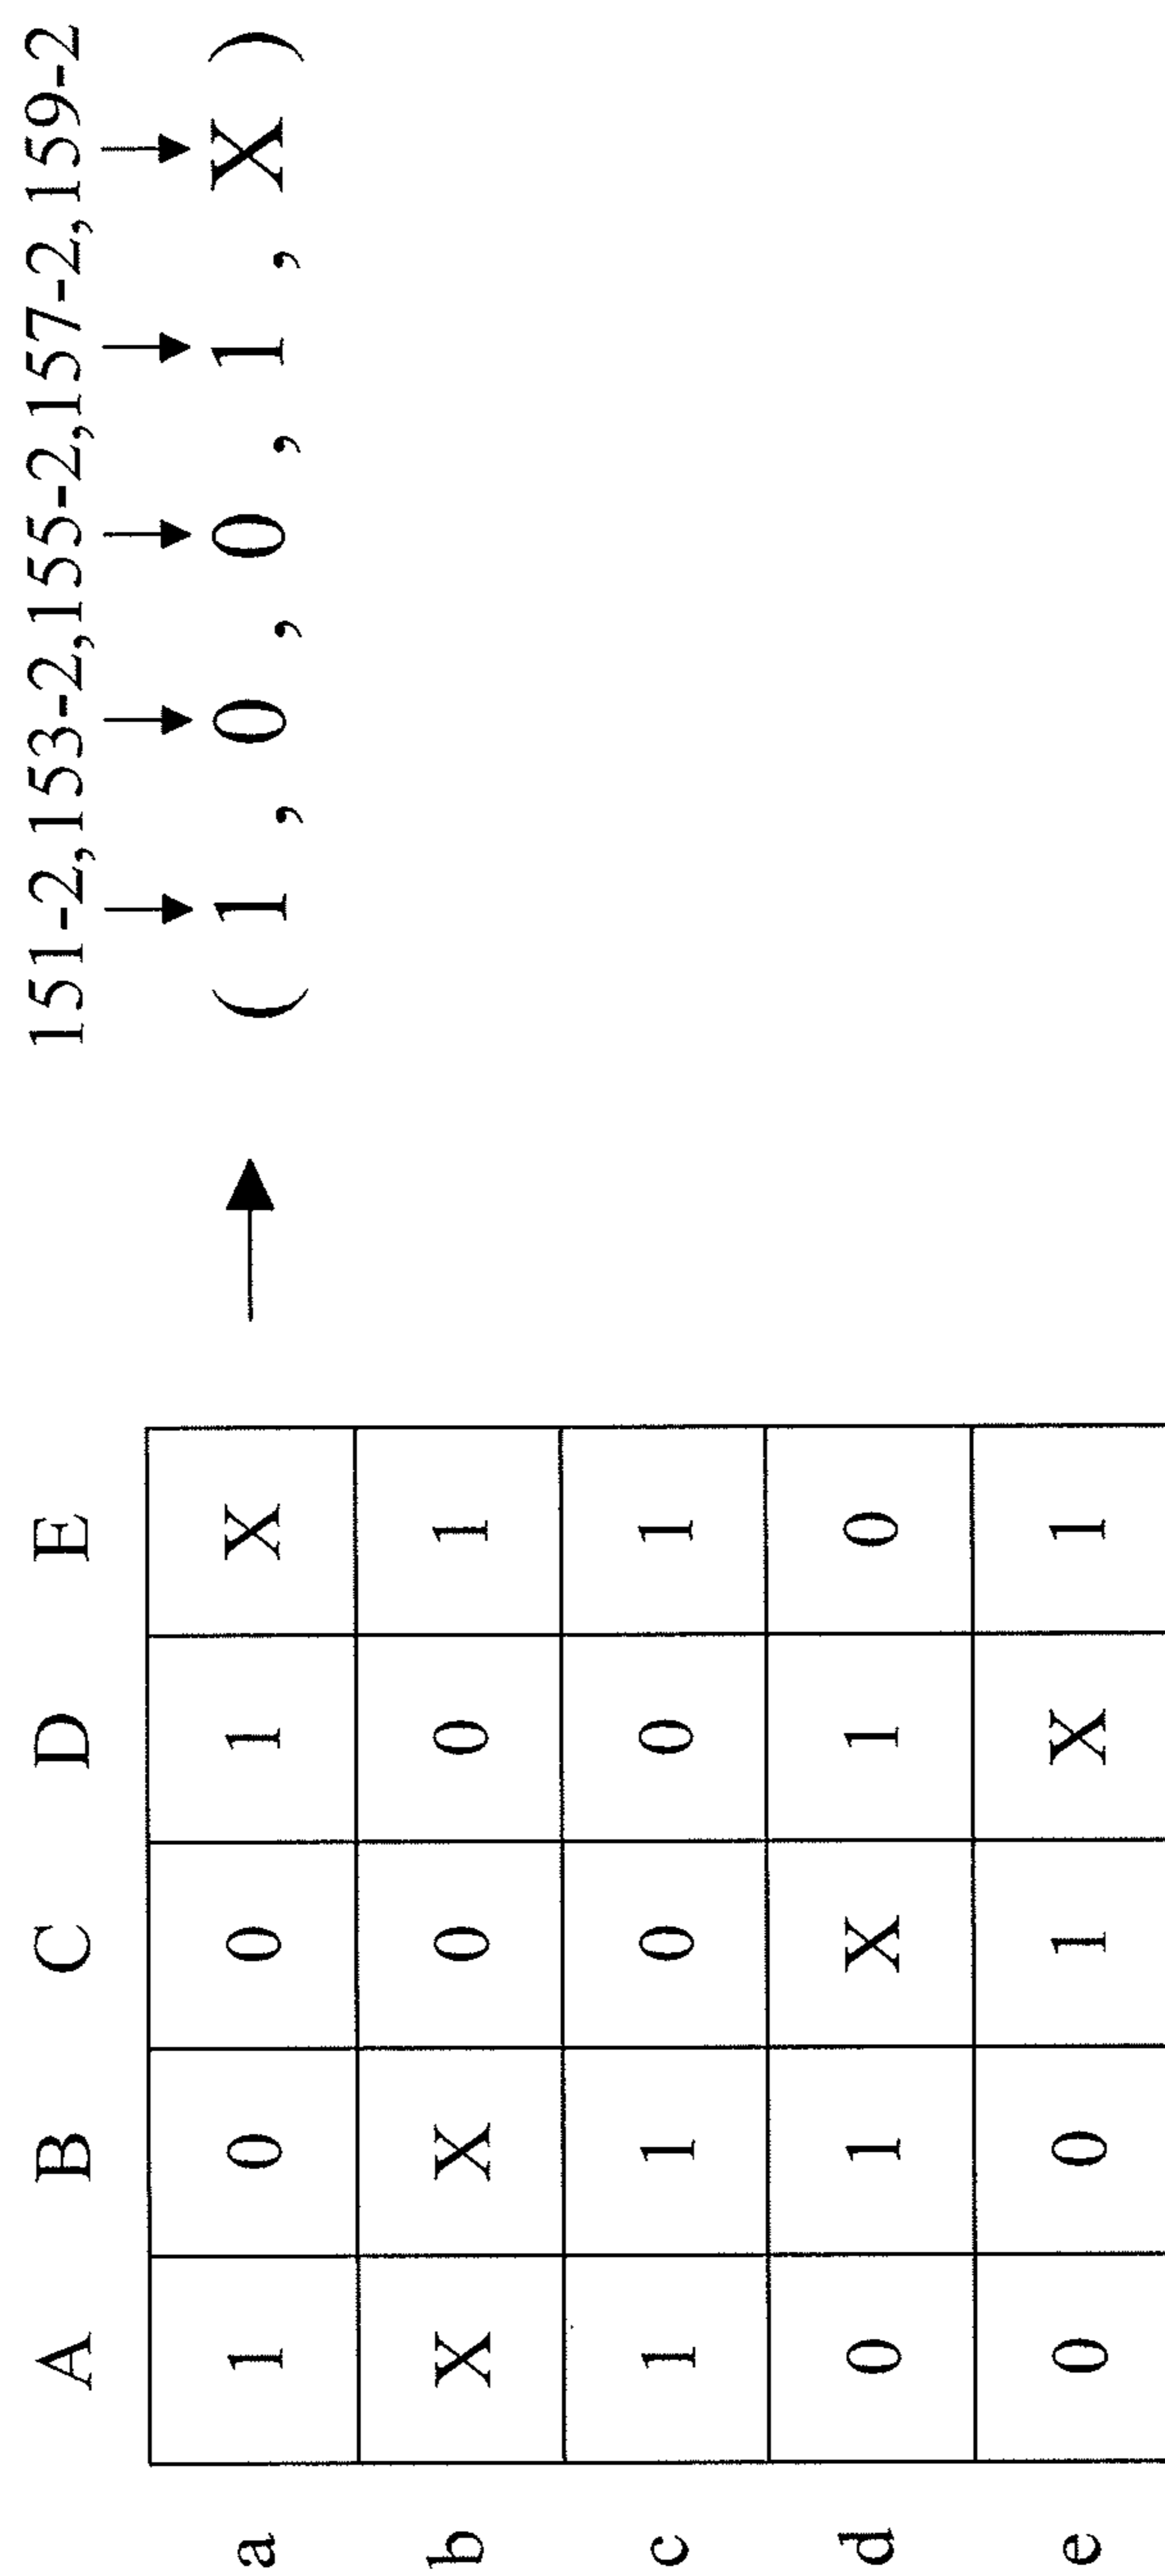 151-2,153-2,155-2,157-2,159-2
A B C D E
a 1 0 0 1 X ( 1 , 0 , 0 , 1 , X )
b X X 0 0 1
c 1 1 0 0 1
d 0 1 X 1 0
e 0 0 1 X 1